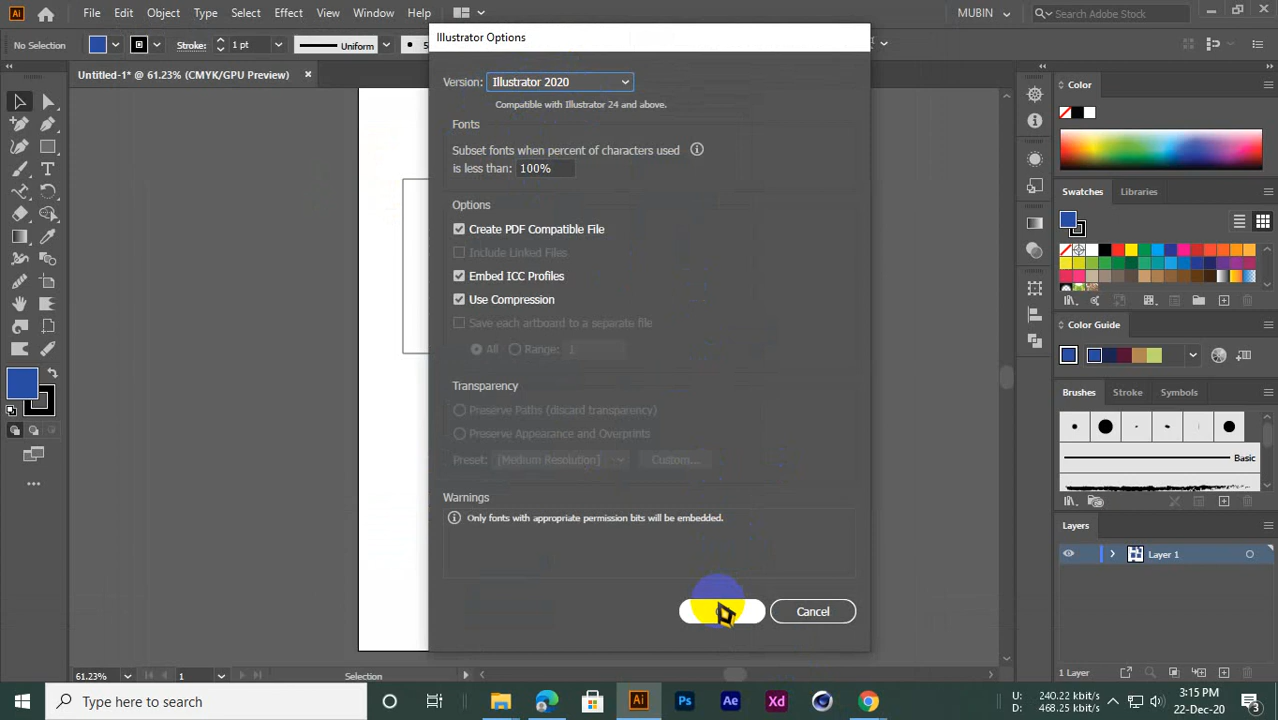 Ai File Edit Object Type Select Effect View Window Help MUBIN Search Adobe Stock
No Selection Stroke: 1 pt Uniform 5
Illustrator Options
Untitled-1* @ 61.23% (CMYK/GPU Preview) ×
Version: Illustrator 2020
Compatible with Illustrator 24 and above.
Fonts
Subset fonts when percent of characters used
is less than: 100%
Options
Create PDF Compatible File
Include Linked Files
Embed ICC Profiles
Use Compression
Save each artboard to a separate file
All Range: 1
Transparency
Preserve Paths (discard transparency)
Preserve Appearance and Overprints
Preset: [Medium Resolution] Custom...
Warnings
Only fonts with appropriate permission bits will be embedded.
Cancel
Color
Swatches Libraries
Color Guide
Brushes Stroke Symbols
Basic
Layers
Layer 1
1 Layer
61.23% 1 Selection
Type here to search Ai Ps Ae Xd
U: 240.22 kbit/s
D: 468.25 kbit/s
3:15 PM
22-Dec-20
3